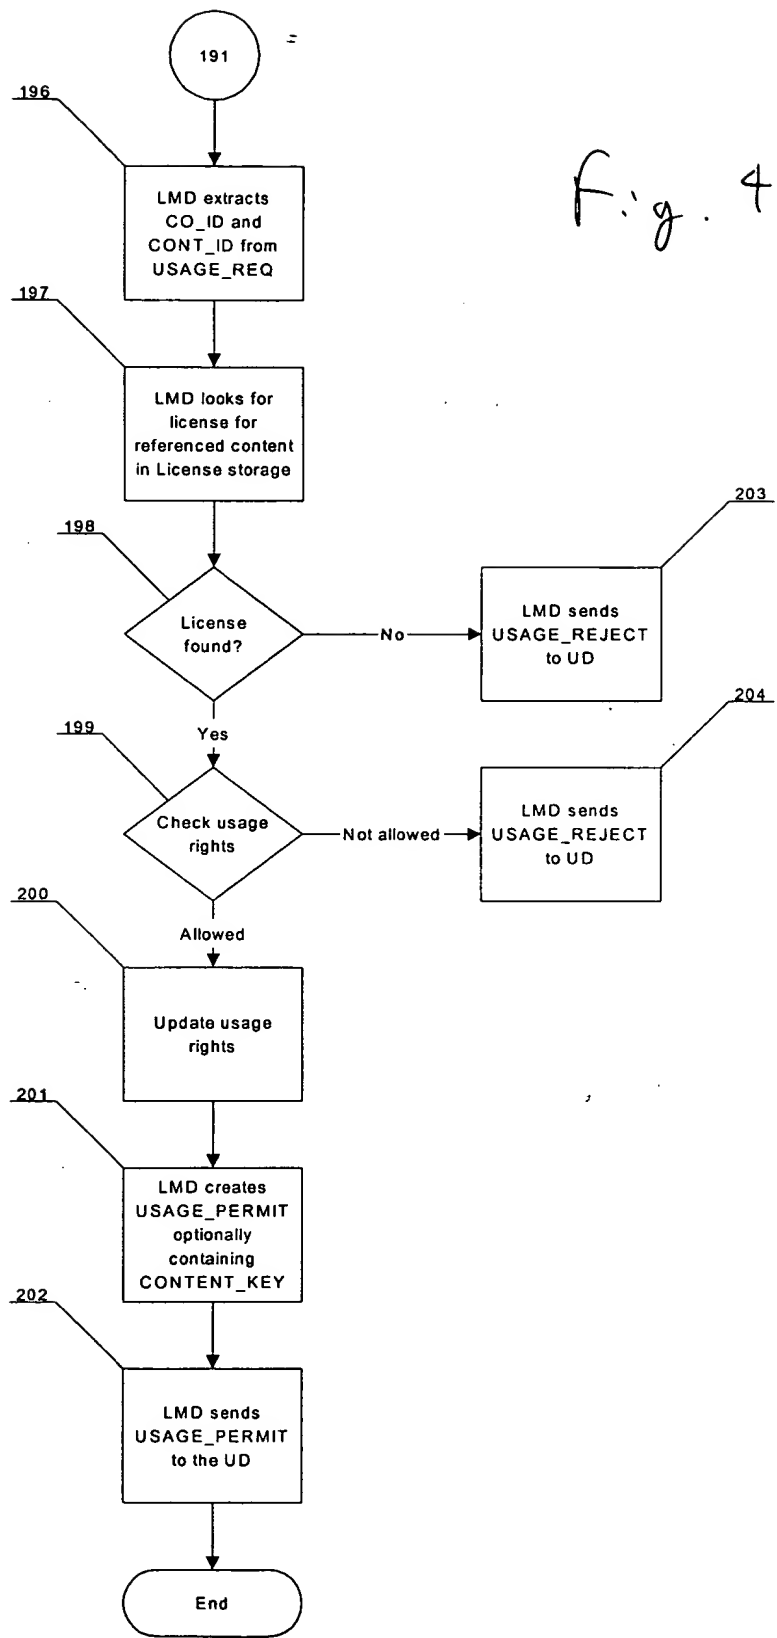 191
196
Fig. 4
LMD extracts
CO_ID and
CONT_ID from
USAGE_REQ
197
LMD looks for
license for
referenced content
in License storage
203
198
License
found?
No
LMD sends
USAGE_REJECT
to UD
204
Yes
199
Check usage
rights
Not allowed
LMD sends
USAGE_REJECT
to UD
200
Allowed
Update usage
rights
201
LMD creates
USAGE_PERMIT
optionally
containing
CONTENT_KEY
202
LMD sends
USAGE_PERMIT
to the UD
End